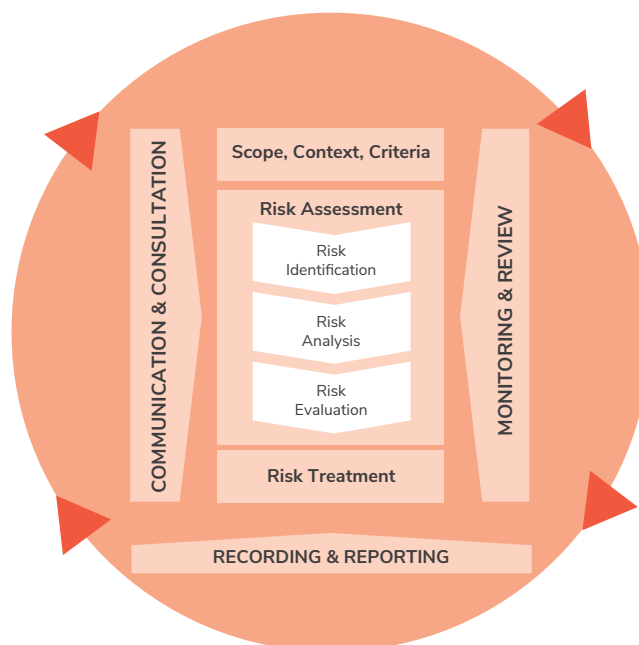 COMMUNICATION & CONSULTATION
Scope, Context, Criteria
Risk Assessment
Risk
Identification
Risk
Analysis
Risk
Evaluation
Risk Treatment
MONITORING & REVIEW
RECORDING & REPORTING